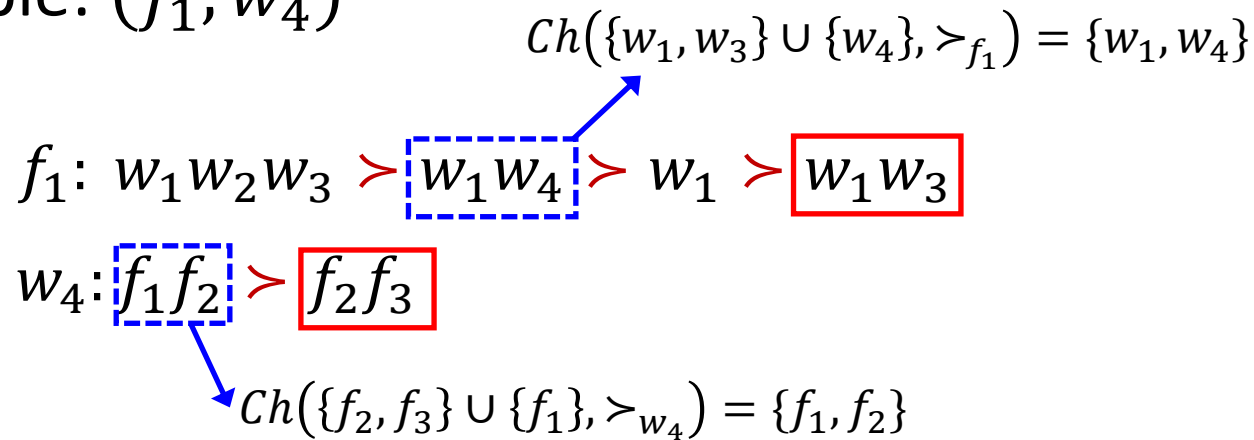 ple: (f₁, w₄)
Ch({w₁, w₃} ∪ {w₄}, ≻_{f₁}) = {w₁, w₄}
f₁: w₁w₂w₃ ≻ w₁w₄ ≻ w₁ ≻ w₁w₃
w₄: f₁f₂ ≻ f₂f₃
Ch({f₂, f₃} ∪ {f₁}, ≻_{w₄}) = {f₁, f₂}